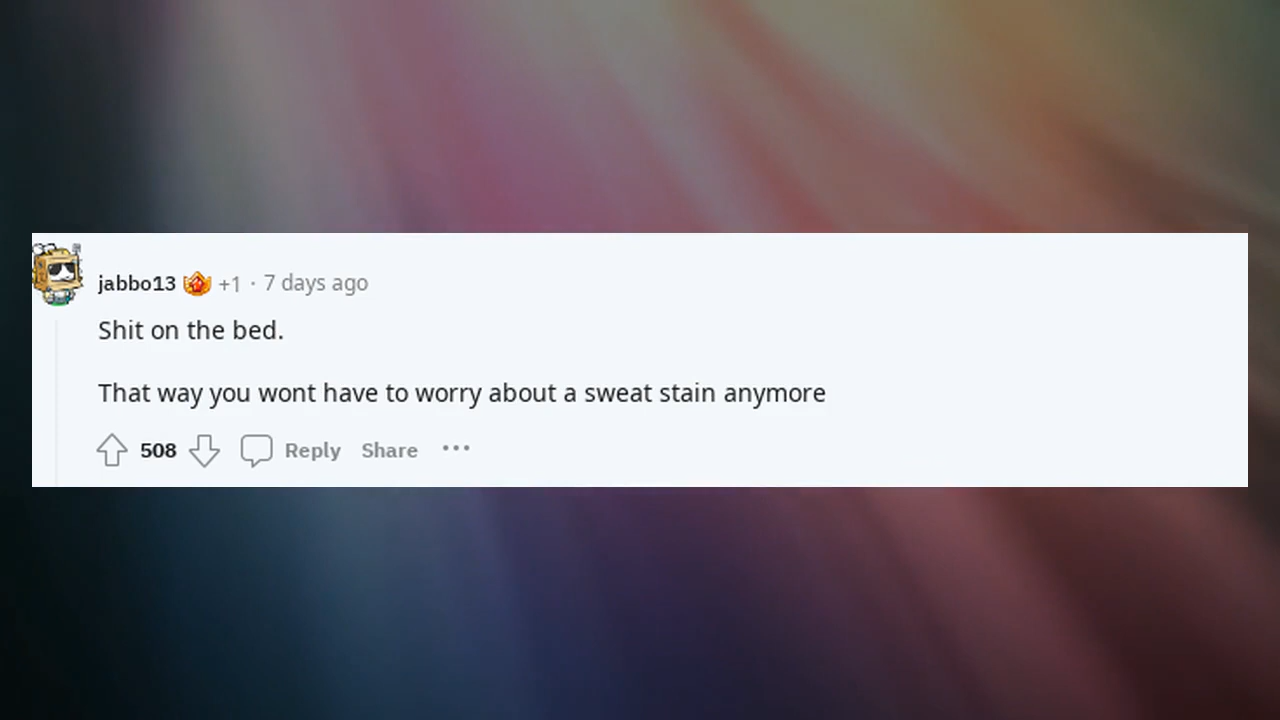 jabbo13 +1 · 7 days ago
Shit on the bed.
That way you wont have to worry about a sweat stain anymore
508 Reply Share ···